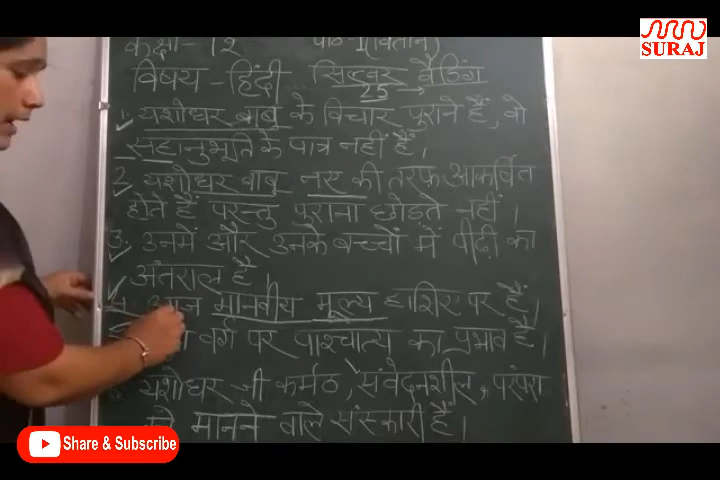 SURAJ
कक्षा - 12 पाठ-1 (वितान)
विषय - हिंदी सिल्वर वैडिंग
25
1. यशोधर बाबू के विचार पुराने हैं, वो
सहानुभूति के पात्र नहीं हैं।
2. यशोधर बाबू नए की तरफ आकर्षित
होते हैं परन्तु पुराना छोडते नहीं।
3. उनमें और उनके बच्चों में पीढ़ी का
अंतराल है।
4. आज मानवीय मूल्य हाशिए पर हैं,
वर्ग पर पाश्चात्य का प्रभाव है।
यशोधर जी कर्मठ, संवेदनशील, परंपरा
को मानने वाले संस्कारी हैं।
Share & Subscribe